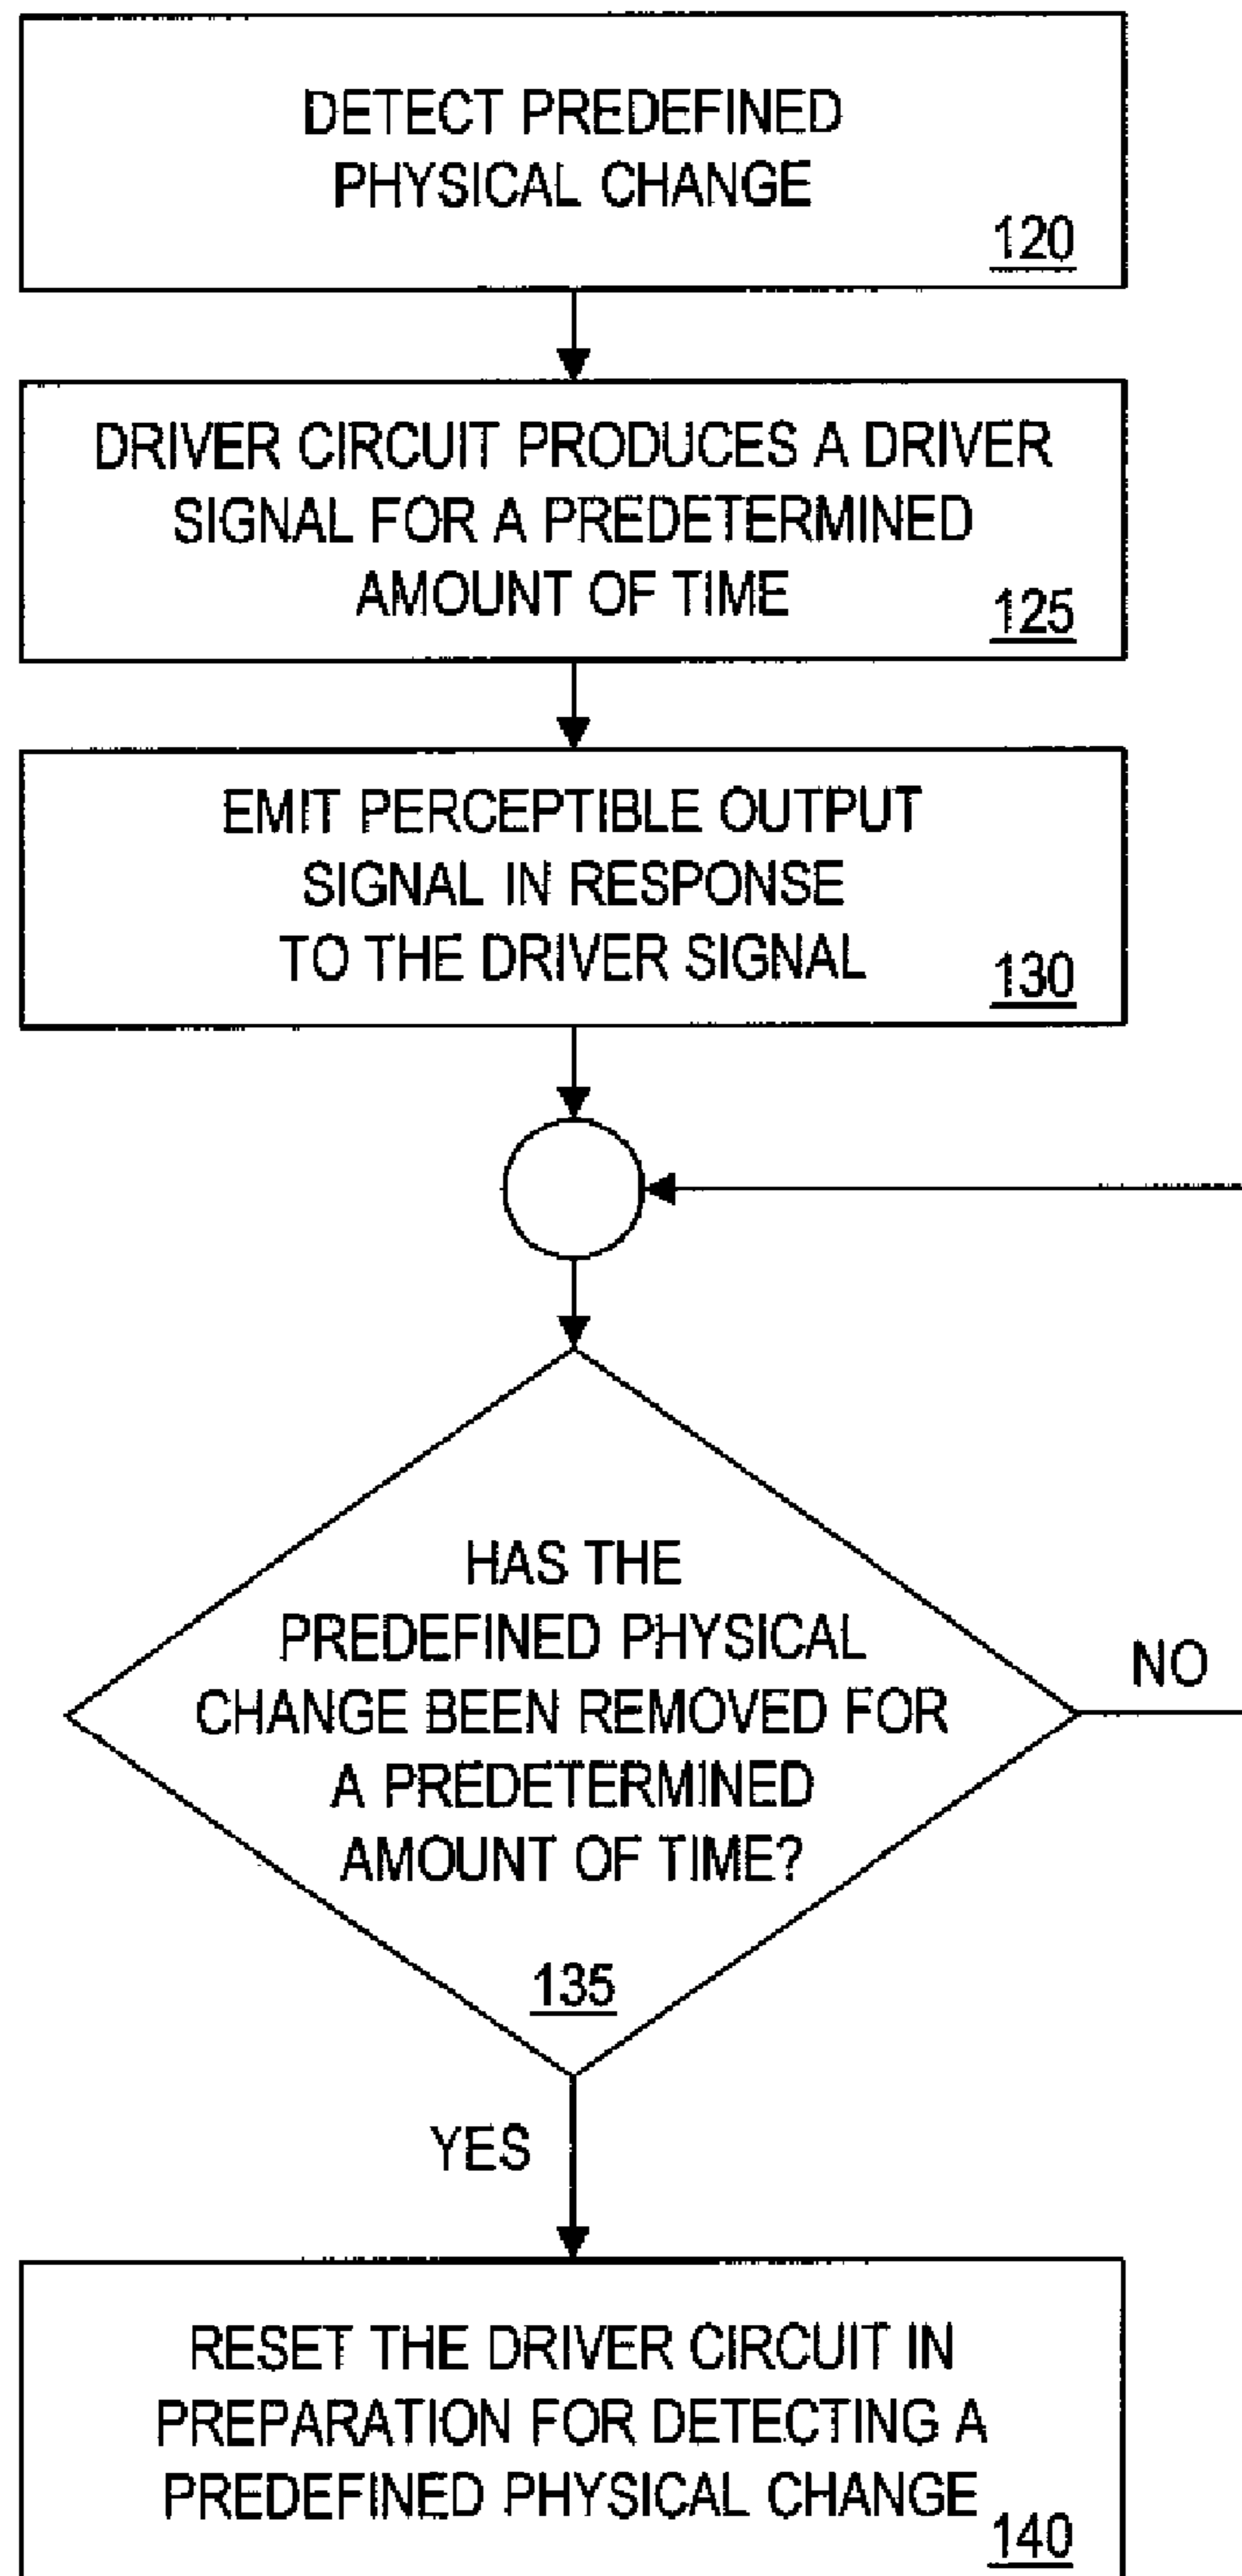 DETECT PREDEFINED
PHYSICAL CHANGE
120
DRIVER CIRCUIT PRODUCES A DRIVER
SIGNAL FOR A PREDETERMINED
AMOUNT OF TIME
125
EMIT PERCEPTIBLE OUTPUT
SIGNAL IN RESPONSE
TO THE DRIVER SIGNAL
130
HAS THE
PREDEFINED PHYSICAL
CHANGE BEEN REMOVED FOR
A PREDETERMINED
AMOUNT OF TIME?
135
NO
YES
RESET THE DRIVER CIRCUIT IN
PREPARATION FOR DETECTING A
PREDEFINED PHYSICAL CHANGE
140